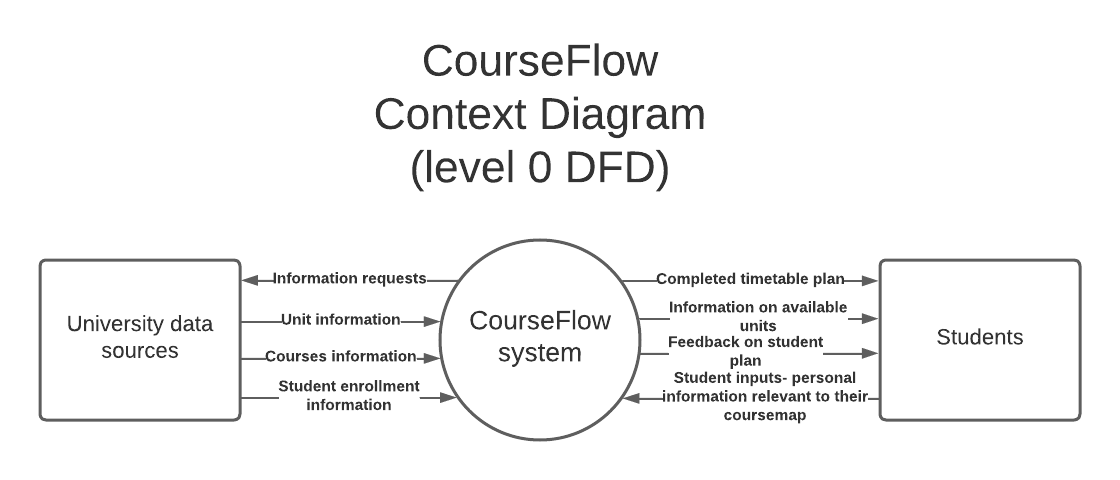 CourseFlow
Context Diagram
(level 0 DFD)
University data
sources
Information requests
Unit information
Courses information
Student enrollment
information
CourseFlow
system
Completed timetable plan
Information on available
units
Feedback on student
plan
Student inputs- personal
information relevant to their
coursemap
Students